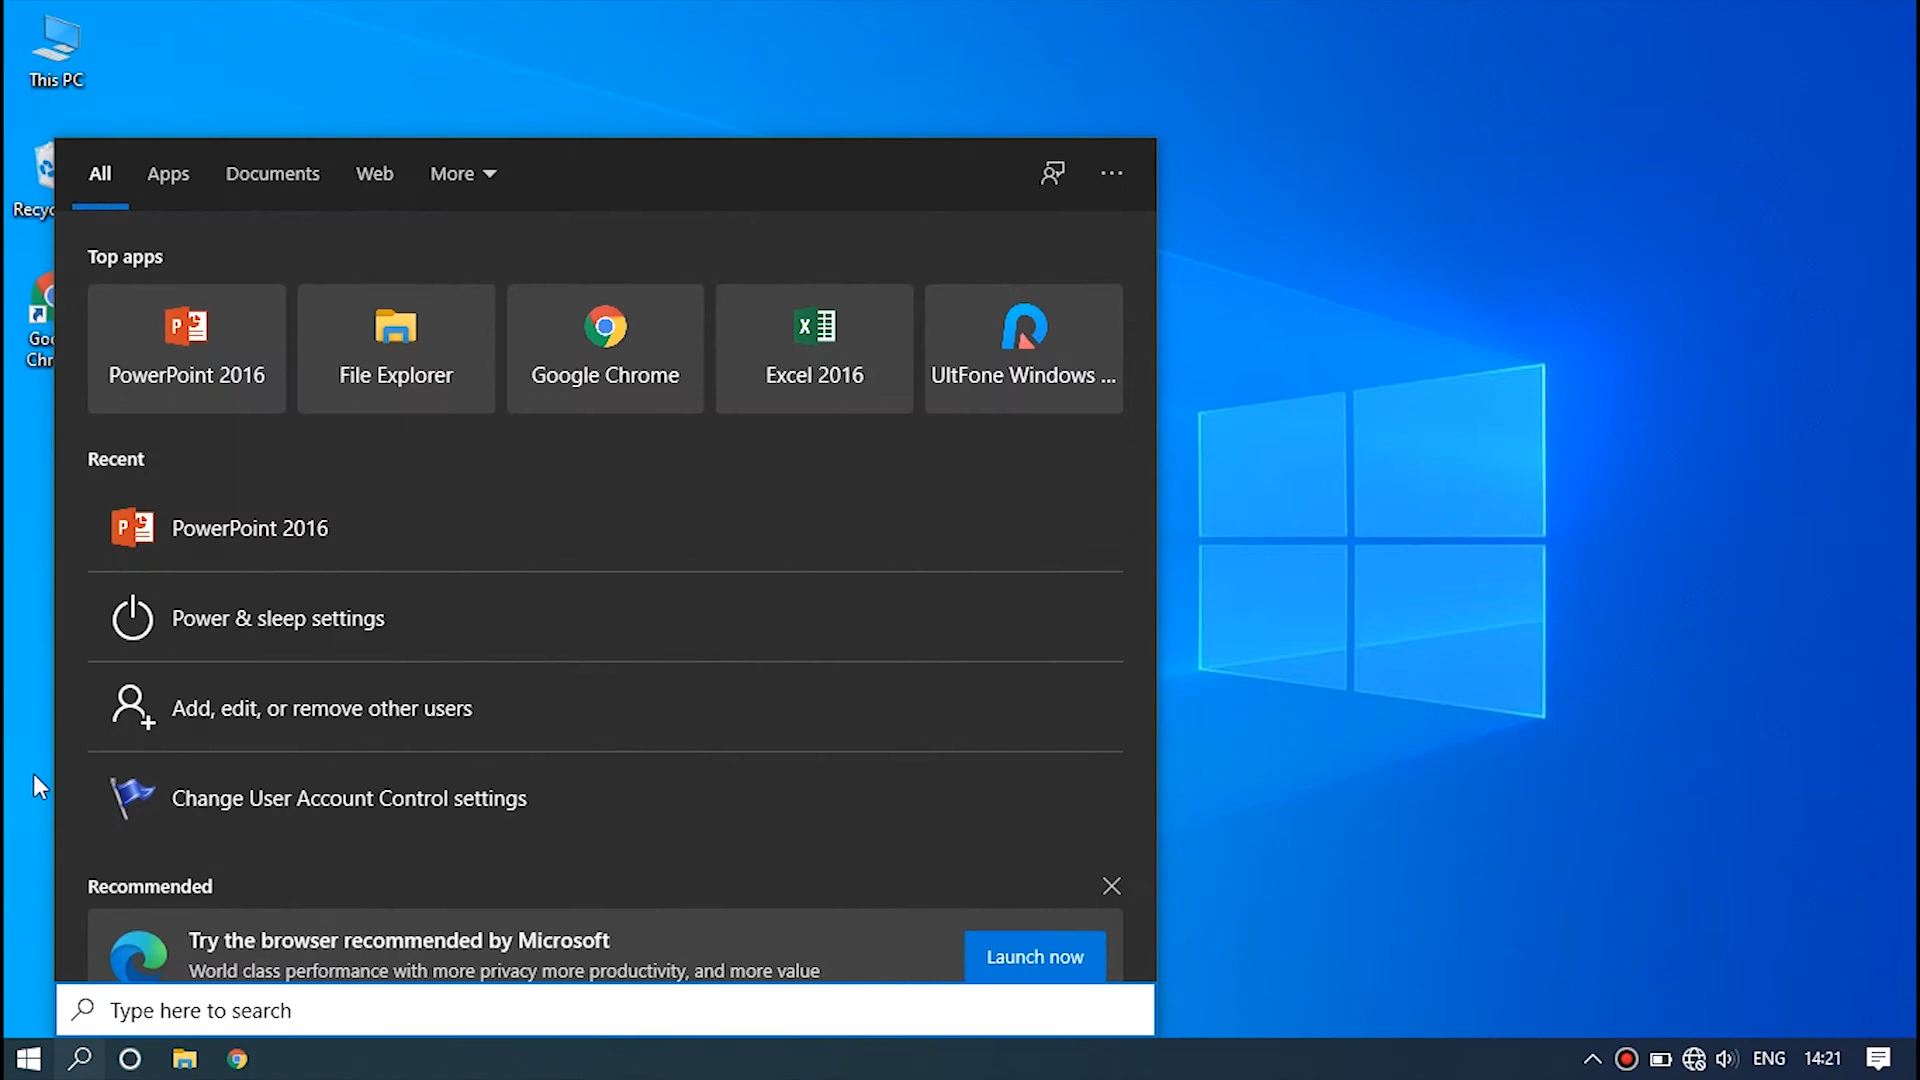 This PC
All Apps Documents Web More
Recyc
Top apps
PowerPoint 2016 File Explorer Google Chrome Excel 2016 UltFone Windows ...
Goo
Chr
Recent
PowerPoint 2016
Power & sleep settings
Add, edit, or remove other users
Change User Account Control settings
Recommended
Try the browser recommended by Microsoft
World class performance with more privacy more productivity, and more value
Launch now
Type here to search
ENG 14:21